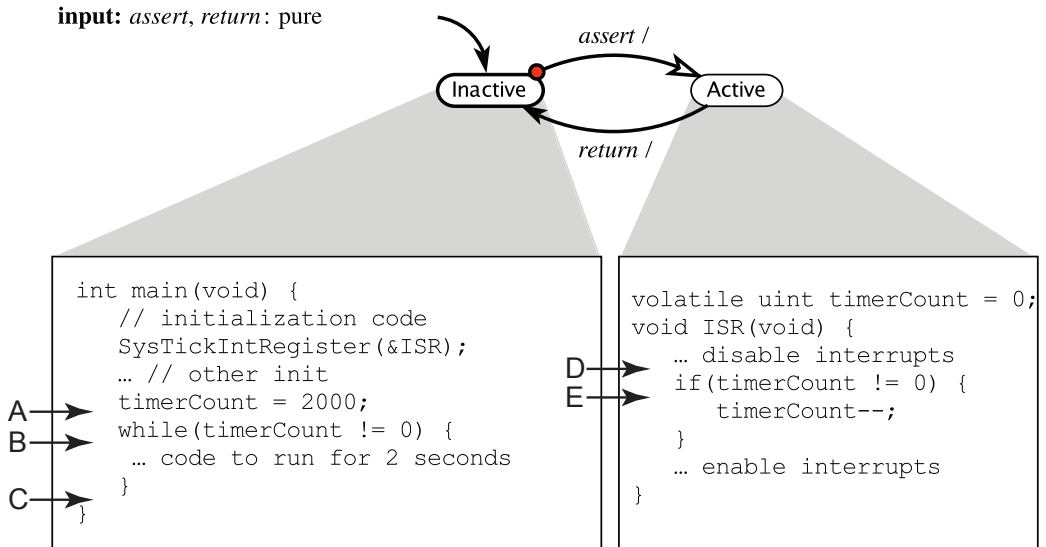 input: assert, return: pure
assert /
Inactive
Active
return /
int main(void) {
// initialization code
SysTickIntRegister(&ISR);
… // other init
A
timerCount = 2000;
B
while(timerCount != 0) {
… code to run for 2 seconds
C
}
}
volatile uint timerCount = 0;
void ISR(void) {
… disable interrupts
D
if(timerCount != 0) {
E
timerCount--;
}
… enable interrupts
}